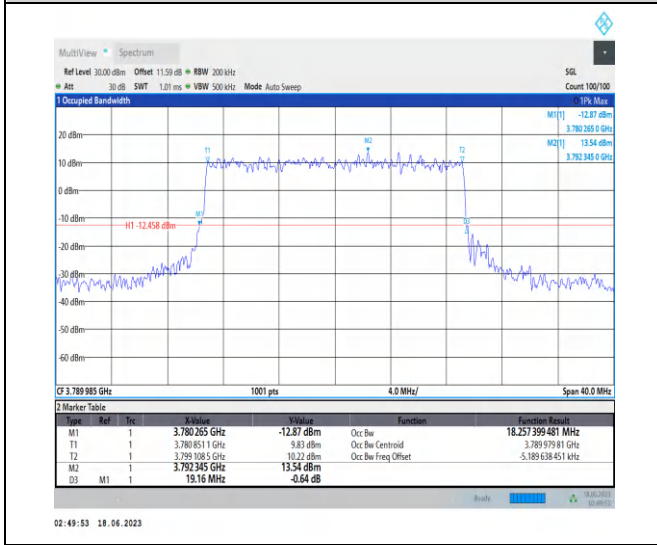 MultiView Spectrum
Ref Level 30.00 dBm Offset 11.59 dB RBW 200 kHz SGL
Att 30 dB SWT 1.01 ms VBW 500 kHz Mode Auto Sweep Count 100/100
1 Occupied Bandwidth 1Pk Max
M1[1] -12.87 dBm
3.780 265 0 GHz
M2[1] 13.54 dBm
3.792 345 0 GHz
20 dBm
M2
T1 T2
10 dBm
0 dBm
-10 dBm
M1
D3
H1 -12.458 dBm
-20 dBm
-30 dBm
-40 dBm
-50 dBm
-60 dBm
CF 3.789 985 GHz 1001 pts 4.0 MHz/ Span 40.0 MHz
2 Marker Table
Type Ref Trc X-Value Y-Value Function Function Result
M1 1 3.780 265 GHz -12.87 dBm Occ Bw 18.257 399 481 MHz
T1 1 3.780 851 1 GHz 9.83 dBm Occ Bw Centroid 3.789 979 81 GHz
T2 1 3.799 108 5 GHz 10.22 dBm Occ Bw Freq Offset -5.189 638 451 kHz
M2 1 3.792 345 GHz 13.54 dBm
D3 M1 1 19.16 MHz -0.64 dB
Ready 18.06.2023
02:49:53
02:49:53 18.06.2023